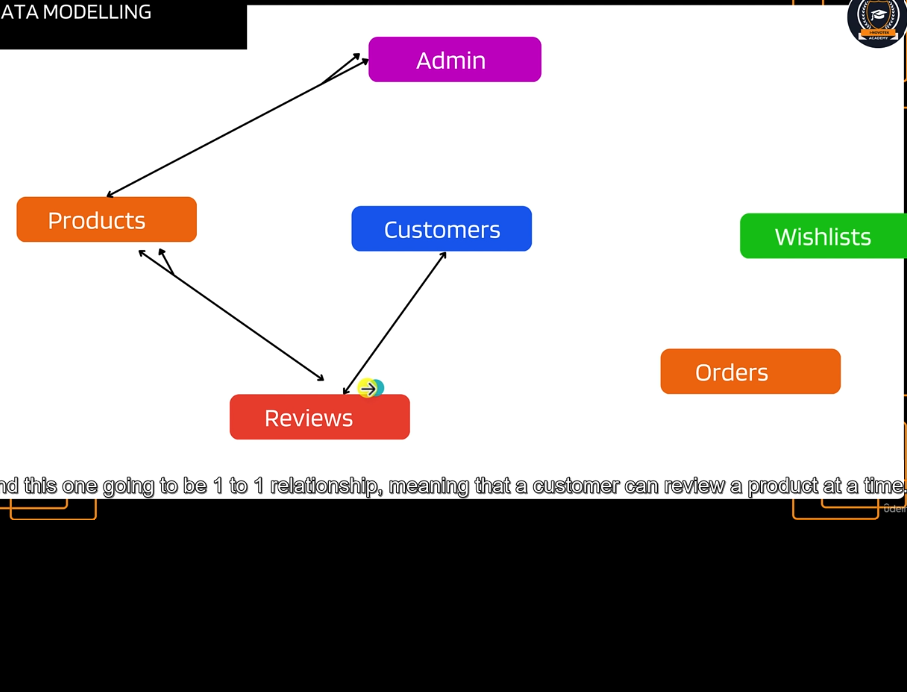 ATA MODELLING
Admin
Products
Customers
Wishlists
Orders
Reviews
nd this one going to be 1 to 1 relationship, meaning that a customer can review a product at a time